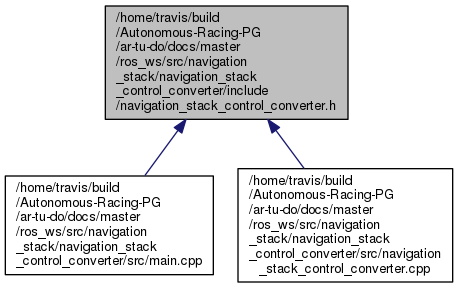 /home/travis/build
/Autonomous-Racing-PG
/ar-tu-do/docs/master
/ros_ws/src/navigation
_stack/navigation_stack
_control_converter/include
/navigation_stack_control_converter.h
/home/travis/build
/Autonomous-Racing-PG
/ar-tu-do/docs/master
/ros_ws/src/navigation
_stack/navigation_stack
_control_converter/src/main.cpp
/home/travis/build
/Autonomous-Racing-PG
/ar-tu-do/docs/master
/ros_ws/src/navigation
_stack/navigation_stack
_control_converter/src/navigation
_stack_control_converter.cpp